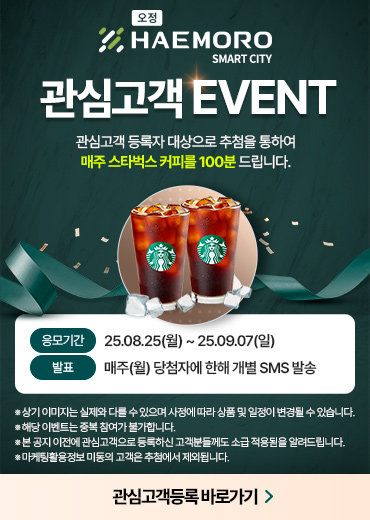 오정
HAEMORO
SMART CITY
관심고객 EVENT
관심고객 등록자 대상으로 추첨을 통하여
매주 스타벅스 커피를 100분 드립니다.
응모기간 25.08.25(월) ~ 25.09.07(일)
발표 매주(월) 당첨자에 한해 개별 SMS 발송
※상기 이미지는 실제와 다를 수 있으며 사정에 따라 상품 및 일정이 변경될 수 있습니다.
※해당 이벤트는 중복 참여가 불가합니다.
※본 공지 이전에 관심고객으로 등록하신 고객분들께도 소급 적용됨을 알려드립니다.
※마케팅활용정보 미동의 고객은 추첨에서 제외됩니다.
관심고객등록 바로가기 >